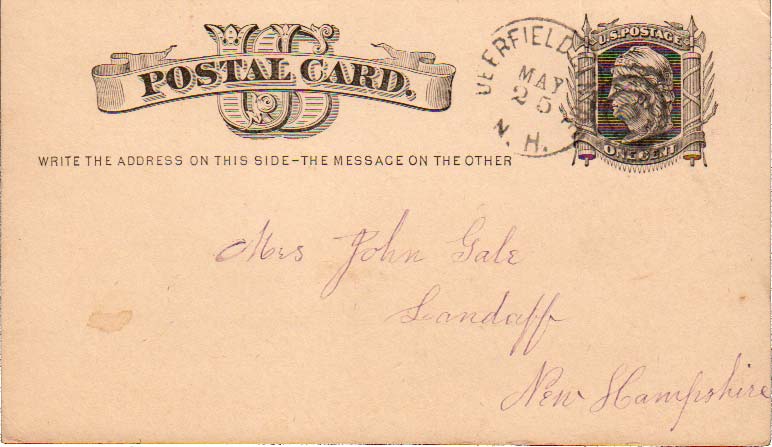 US
POSTAL CARD.
WRITE THE ADDRESS ON THIS SIDE–THE MESSAGE ON THE OTHER
DEERFIELD
MAY
25
N. H.
U.S. POSTAGE
ONE CENT
Mrs John Gale
Landaff
New Hampshire